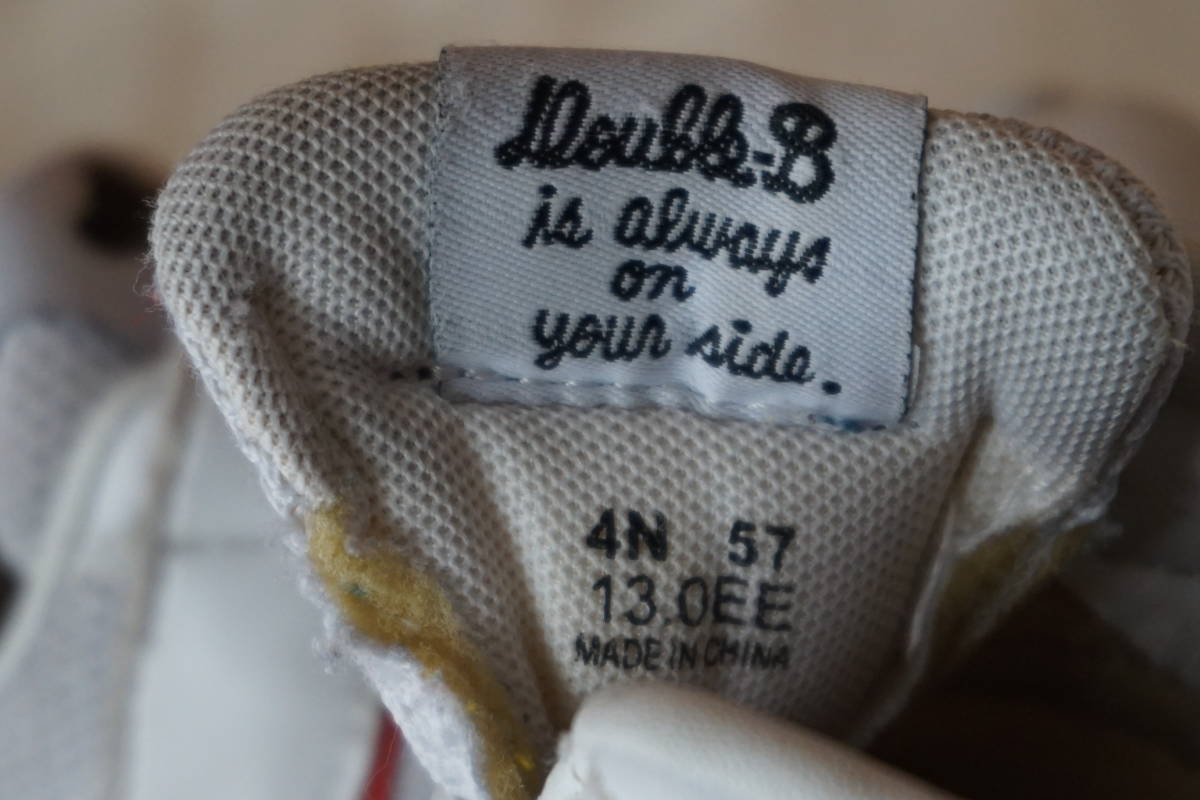 Double-B
is always
on
your side.
4N 57
13.0EE
MADE IN CHINA